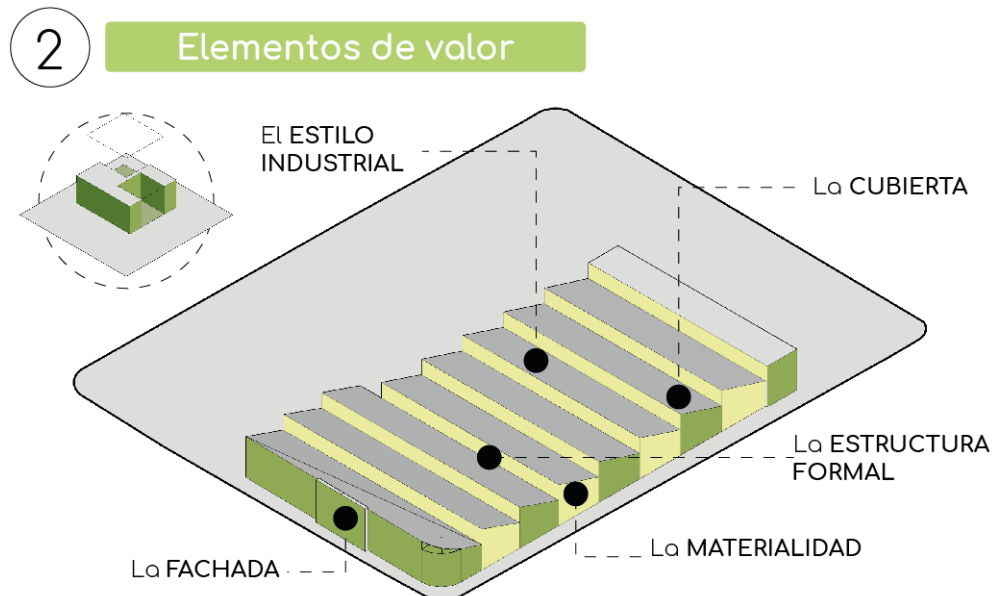 2
Elementos de valor
El ESTILO
INDUSTRIAL
La CUBIERTA
La ESTRUCTURA
FORMAL
La MATERIALIDAD
La FACHADA